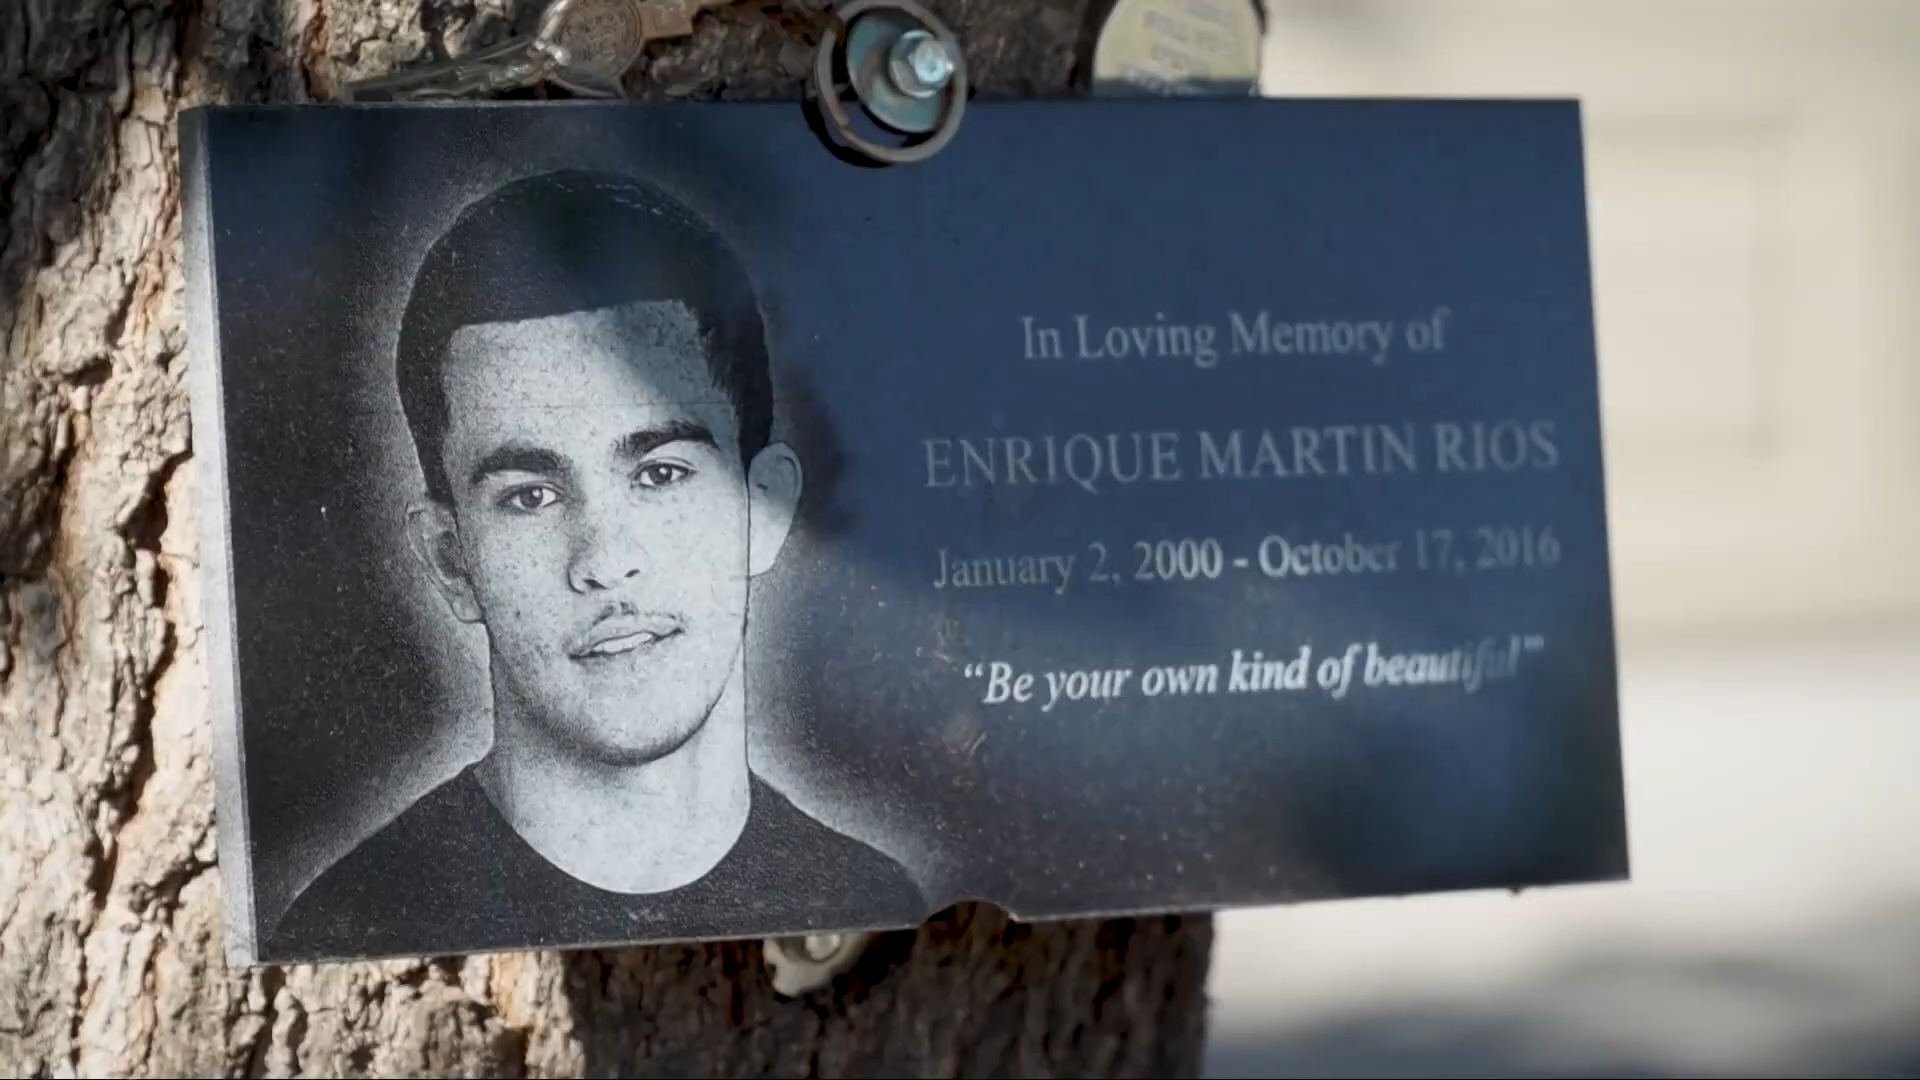 In Loving Memory of
ENRIQUE MARTIN RIOS
January 2, 2000 - October 17, 2016
“Be your own kind of beautiful”